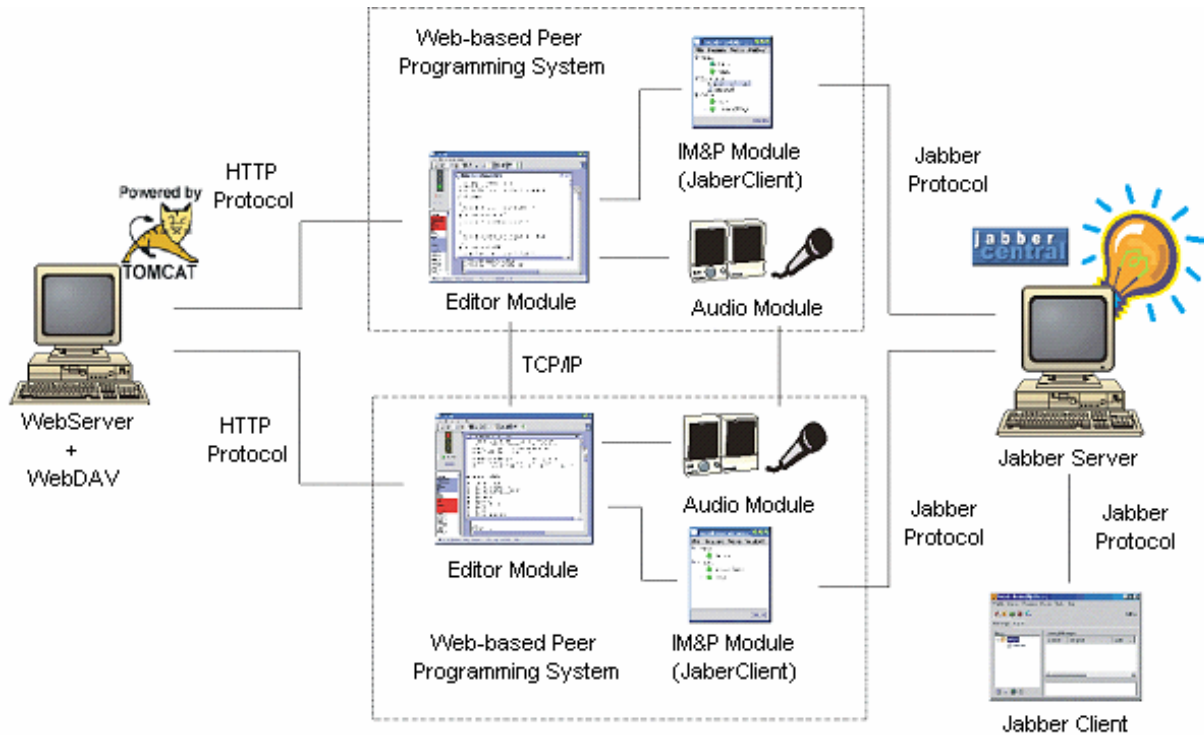 Web-based Peer
Programming System
IM&P Module
(JaberClient)
HTTP
Protocol
Jabber
Protocol
Powered by
TOMCAT
jabber
central
Editor Module
Audio Module
WebServer
+
WebDAV
TCP/IP
HTTP
Protocol
Jabber Server
Audio Module
Editor Module
Jabber
Protocol
Jabber
Protocol
Web-based Peer
Programming System
IM&P Module
(JaberClient)
Jabber Client